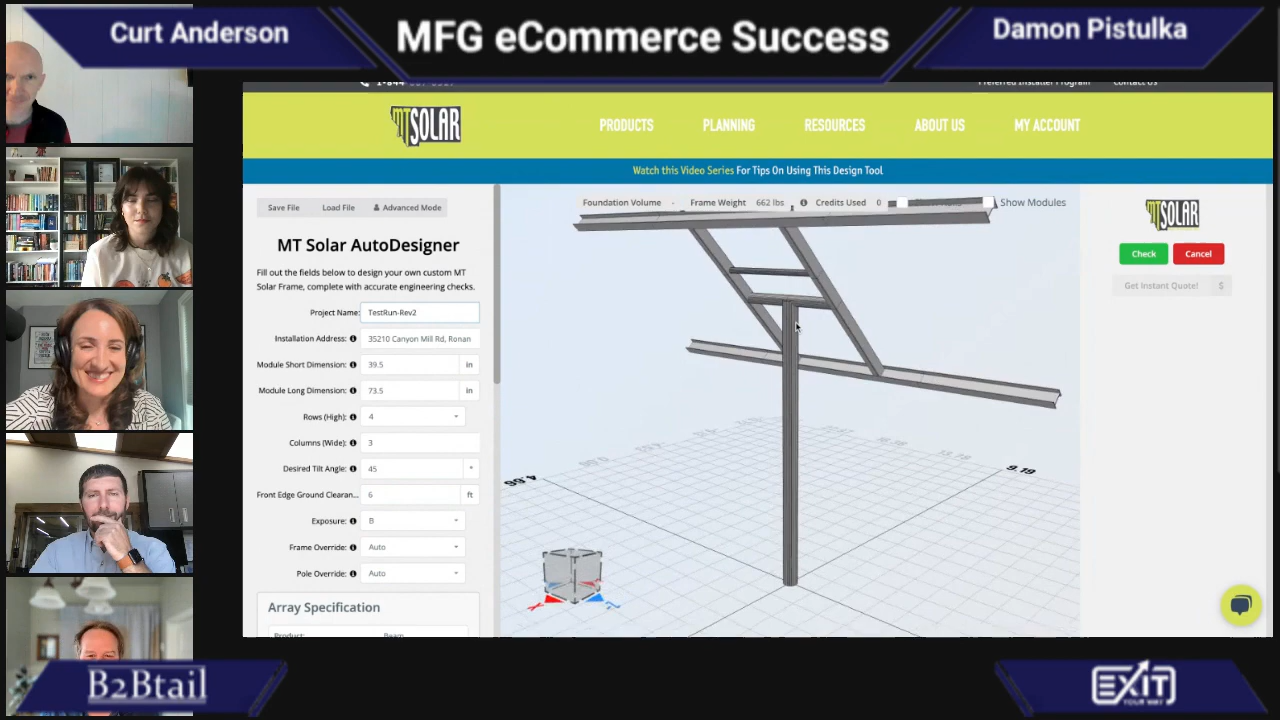 Curt Anderson
MFG eCommerce Success
Damon Pistulka
Preferred Installer Program
Contact Us
MT SOLAR
PRODUCTS
PLANNING
RESOURCES
ABOUT US
MY ACCOUNT
Watch this Video Series For Tips On Using This Design Tool
Save File
Load File
Advanced Mode
Foundation Volume -
Frame Weight 662 lbs
Credits Used 0
Show Modules
MT Solar AutoDesigner
Fill out the fields below to design your own custom MT
Solar Frame, complete with accurate engineering checks.
Project Name: TestRun-Rev2
Installation Address: 35210 Canyon Mill Rd, Ronan
Module Short Dimension: 39.5 in
Module Long Dimension: 73.5 in
Rows (High): 4
Columns (Wide): 3
Desired Tilt Angle: 45 °
Front Edge Ground Clearan... 6 ft
Exposure: B
Frame Override: Auto
Pole Override: Auto
Array Specification
Product: Beam
9.19
MT SOLAR
Check
Cancel
Get Instant Quote! $
B2Btail
EXIT
YOUR WAY